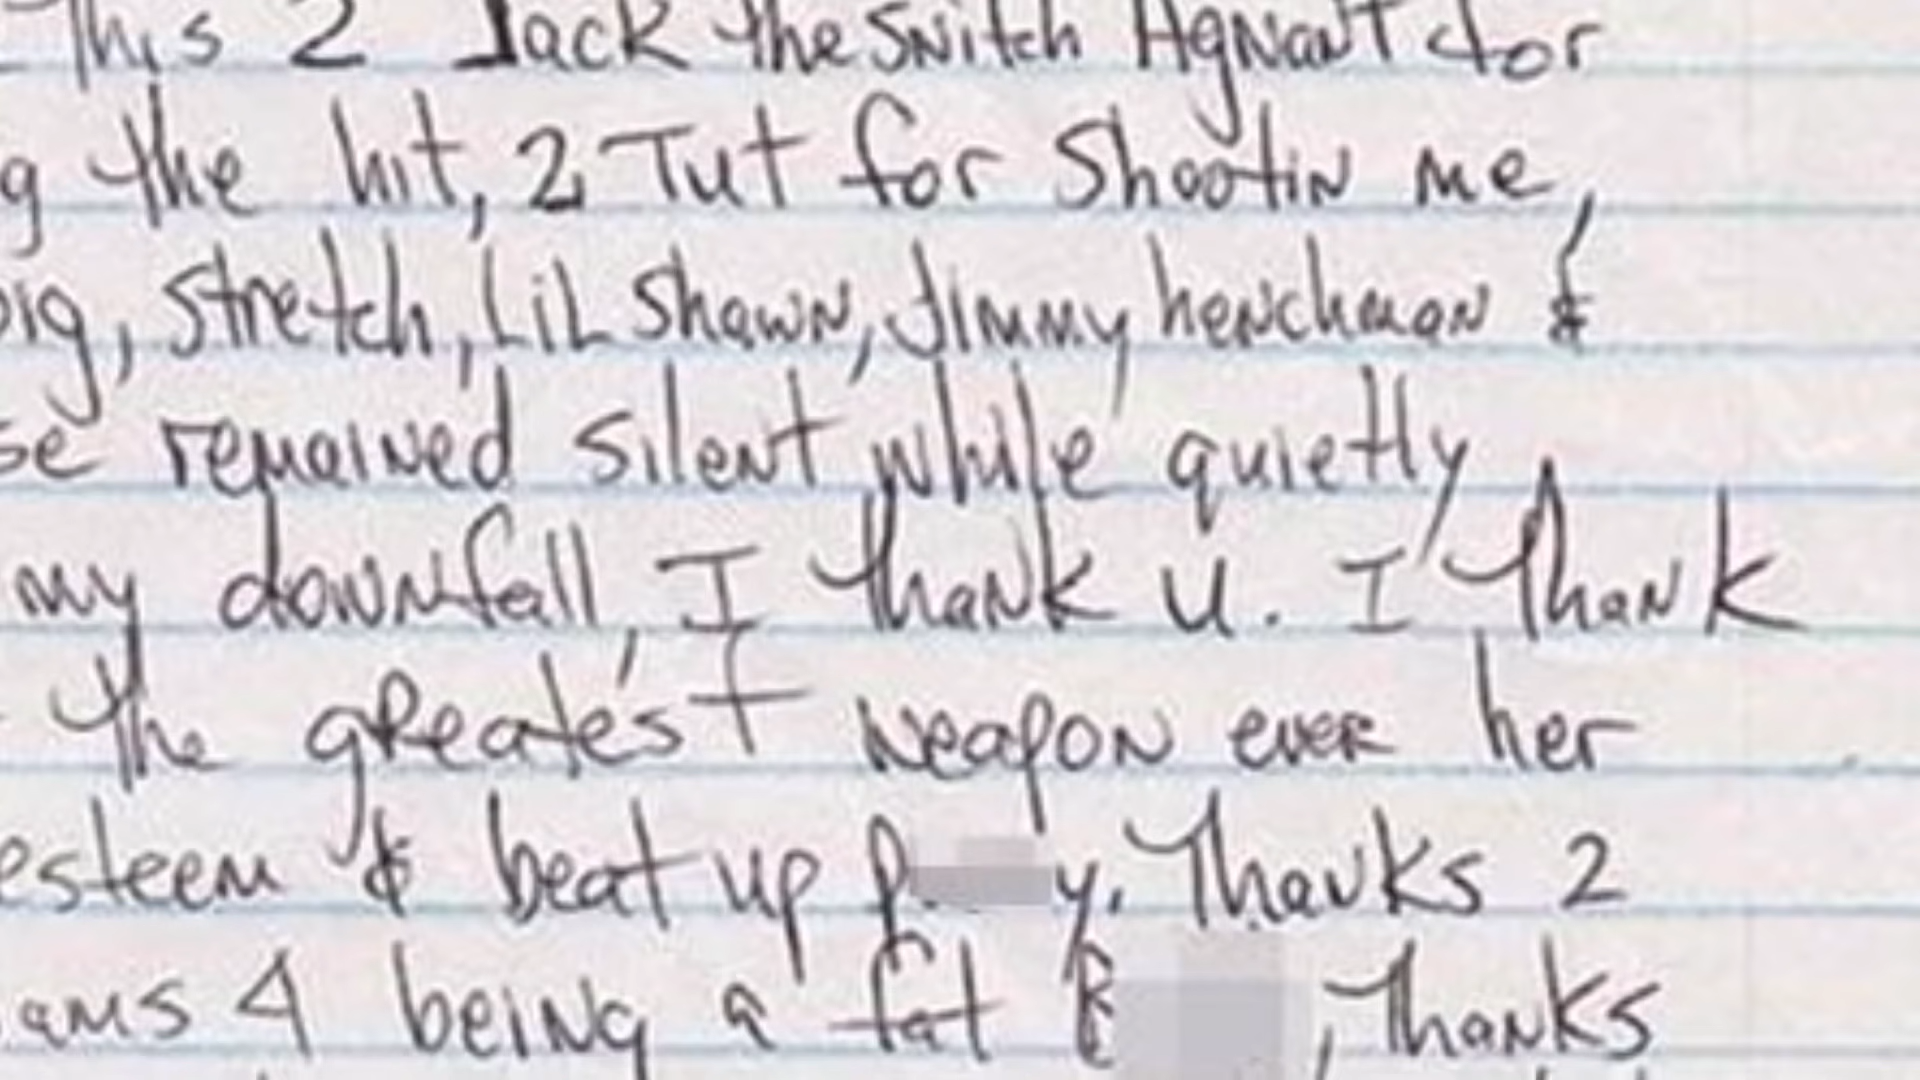 This 2 Jack the SNitch AgNaNT for
g the hit, 2 Tut for ShootiN me,
ig, Stretch, LiL ShawN, JIMMy heNchmaN &
se remaiNed silent while quietly
my dowNfall, I thaNk u. I thaNk
the gReatest weapoN eveR her
esteem & beat up p y. ThaNks 2
ams 4 beiNg a fat B , ThaNks